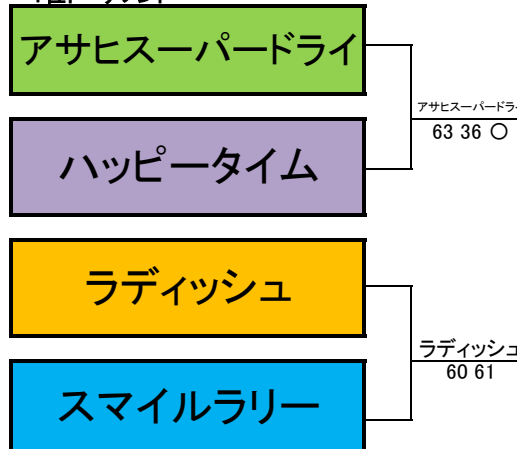 アサヒスーパードライ
アサヒスーパードライ
63 36 〇
ハッピータイム
ラディッシュ
ラディッシュ
60 61
スマイルラリー